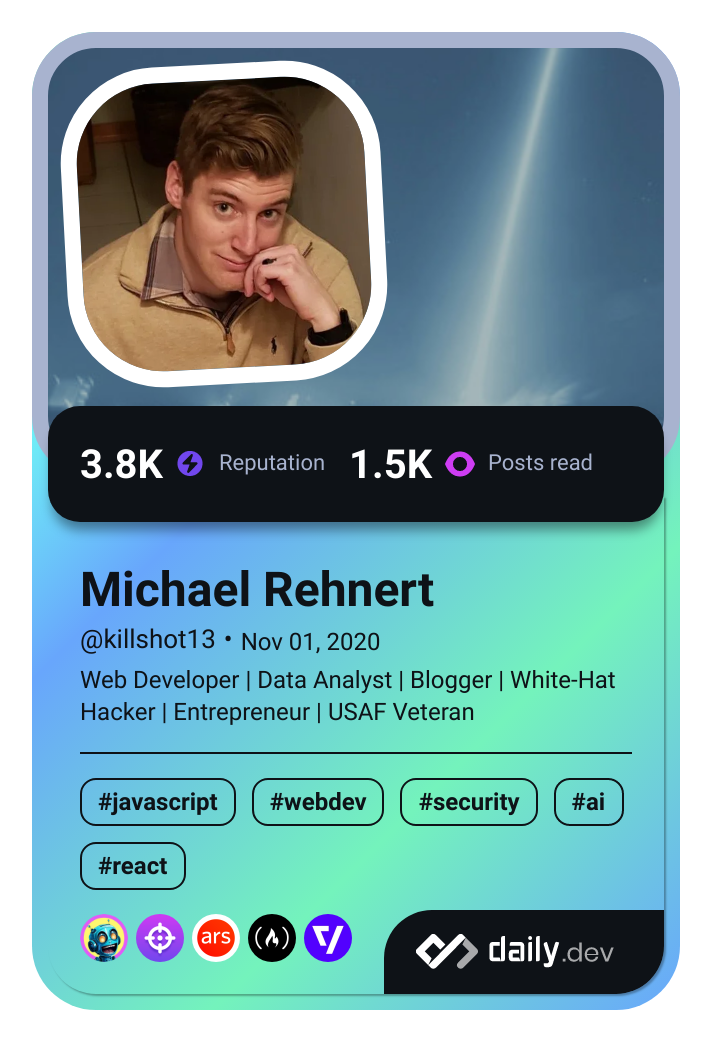 3.8K Reputation 1.5K Posts read
Michael Rehnert
@killshot13 • Nov 01, 2020
Web Developer | Data Analyst | Blogger | White-Hat
Hacker | Entrepreneur | USAF Veteran
#javascript #webdev #security #ai
#react
ars
daily.dev